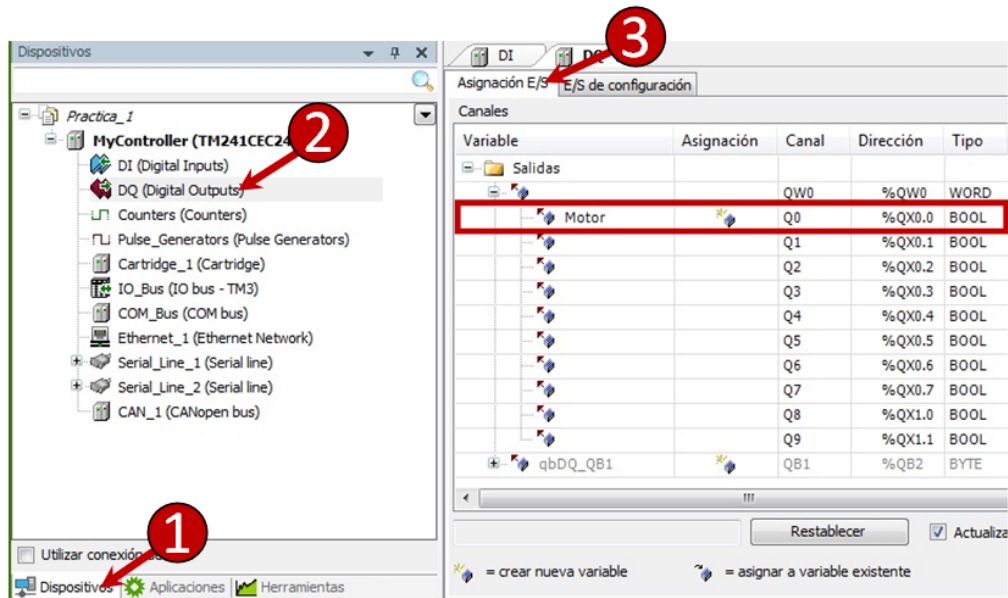 Dispositivos
Practica_1
MyController (TM241CEC24
DI (Digital Inputs)
DQ (Digital Outputs)
Counters (Counters)
Pulse_Generators (Pulse Generators)
Cartridge_1 (Cartridge)
IO_Bus (IO bus - TM3)
COM_Bus (COM bus)
Ethernet_1 (Ethernet Network)
Serial_Line_1 (Serial line)
Serial_Line_2 (Serial line)
CAN_1 (CANopen bus)
Utilizar conexión
Dispositivos Aplicaciones Herramientas
1
2
3
DI DQ
Asignación E/S E/S de configuración
Canales
Variable Asignación Canal Dirección Tipo
Salidas
QW0 %QW0 WORD
Motor Q0 %QX0.0 BOOL
Q1 %QX0.1 BOOL
Q2 %QX0.2 BOOL
Q3 %QX0.3 BOOL
Q4 %QX0.4 BOOL
Q5 %QX0.5 BOOL
Q6 %QX0.6 BOOL
Q7 %QX0.7 BOOL
Q8 %QX1.0 BOOL
Q9 %QX1.1 BOOL
qbDQ_QB1 QB1 %QB2 BYTE
Restablecer Actualiza
= crear nueva variable = asignar a variable existente